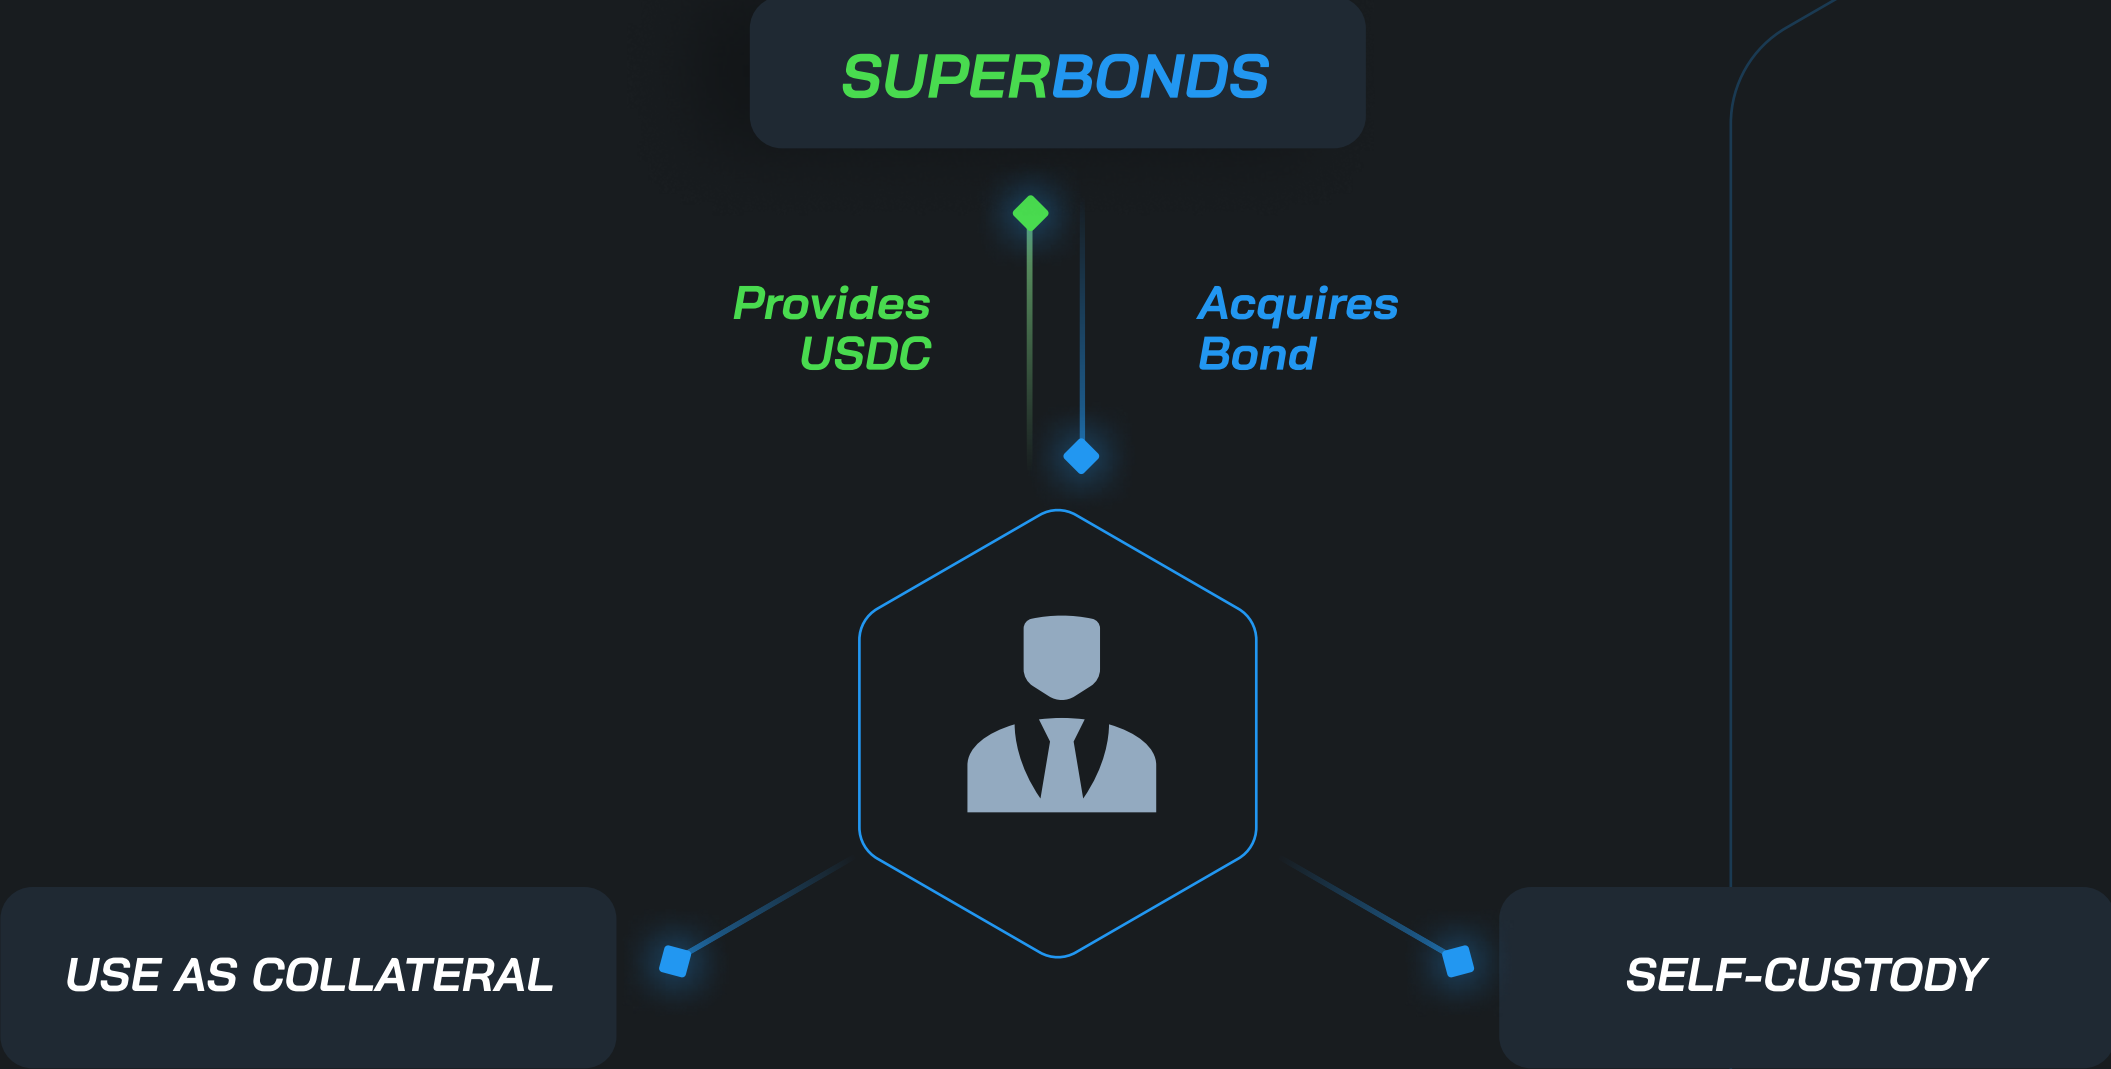 SUPERBONDS
Provides
USDC
Acquires
Bond
USE AS COLLATERAL
SELF-CUSTODY